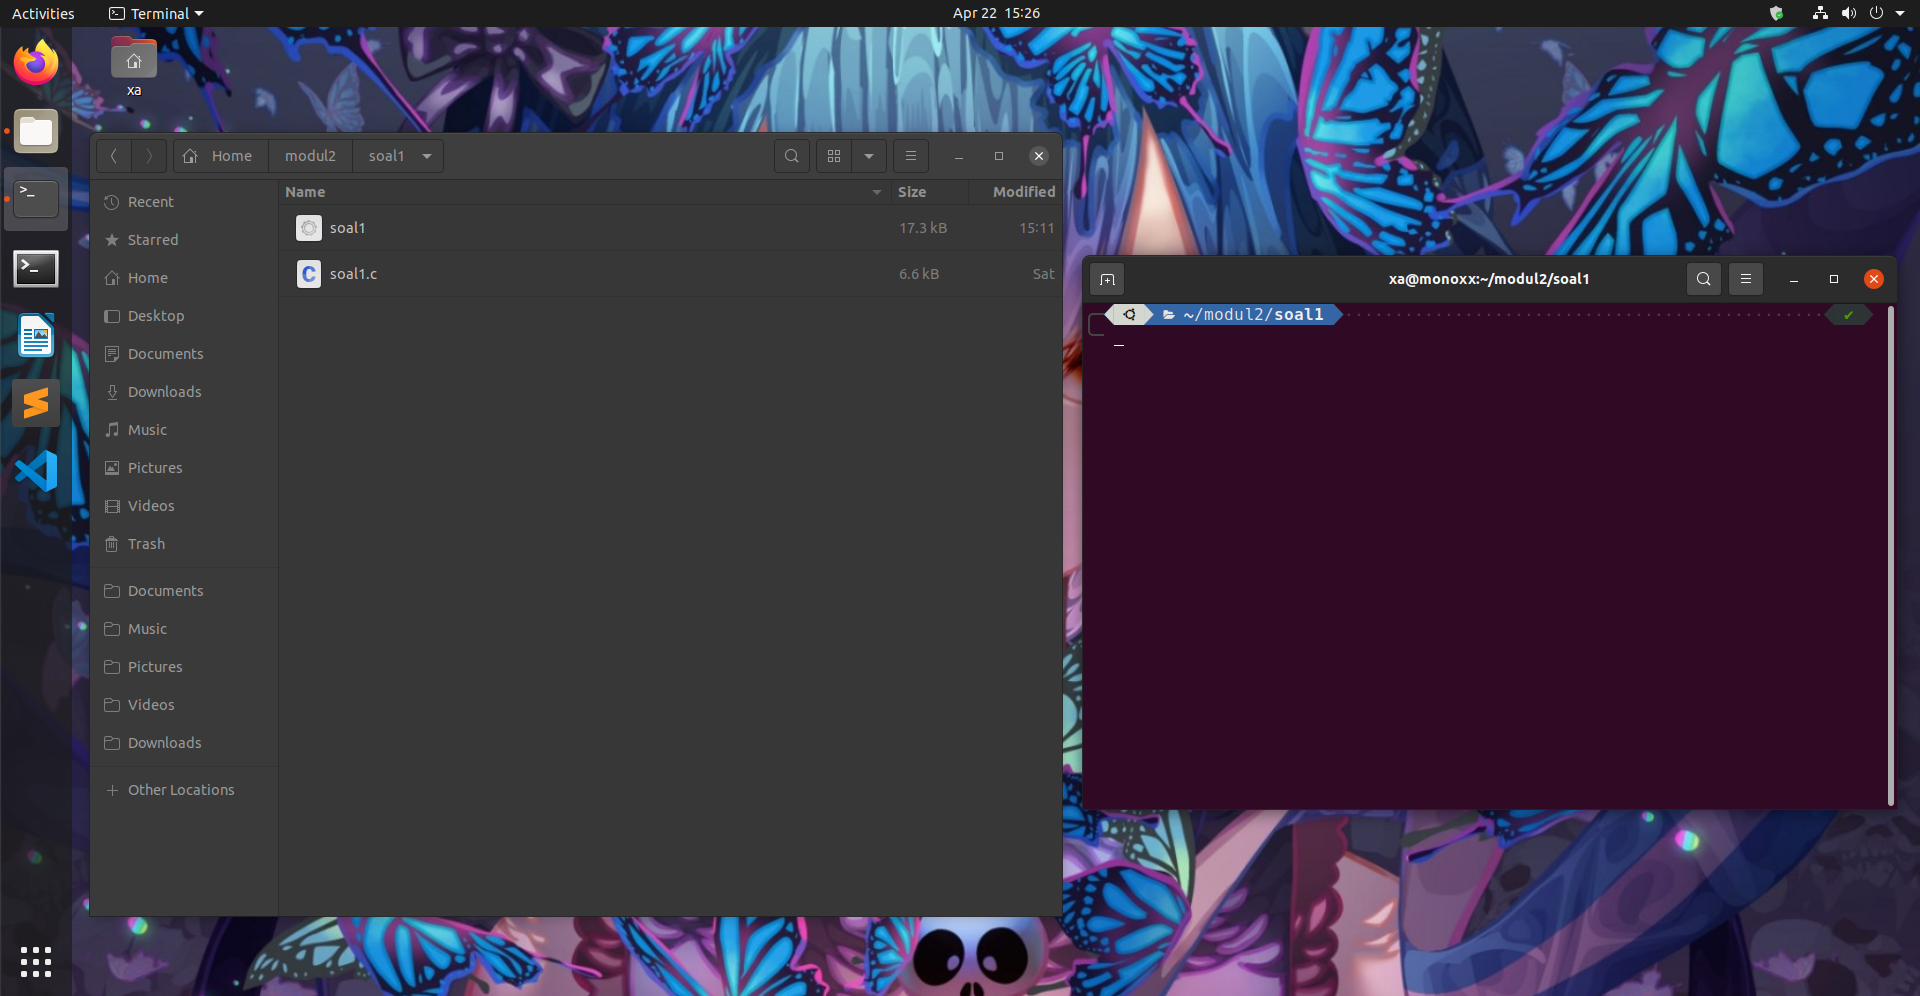 Activities
Terminal
Apr 22 15:26
xa
Home
modul2
soal1
Name
Size
Modified
soal1
17.3 kB
15:11
soal1.c
6.6 kB
Sat
Recent
Starred
Home
Desktop
Documents
Downloads
Music
Pictures
Videos
Trash
Documents
Music
Pictures
Videos
Downloads
Other Locations
xa@monoxx:~/modul2/soal1
~/modul2/soal1